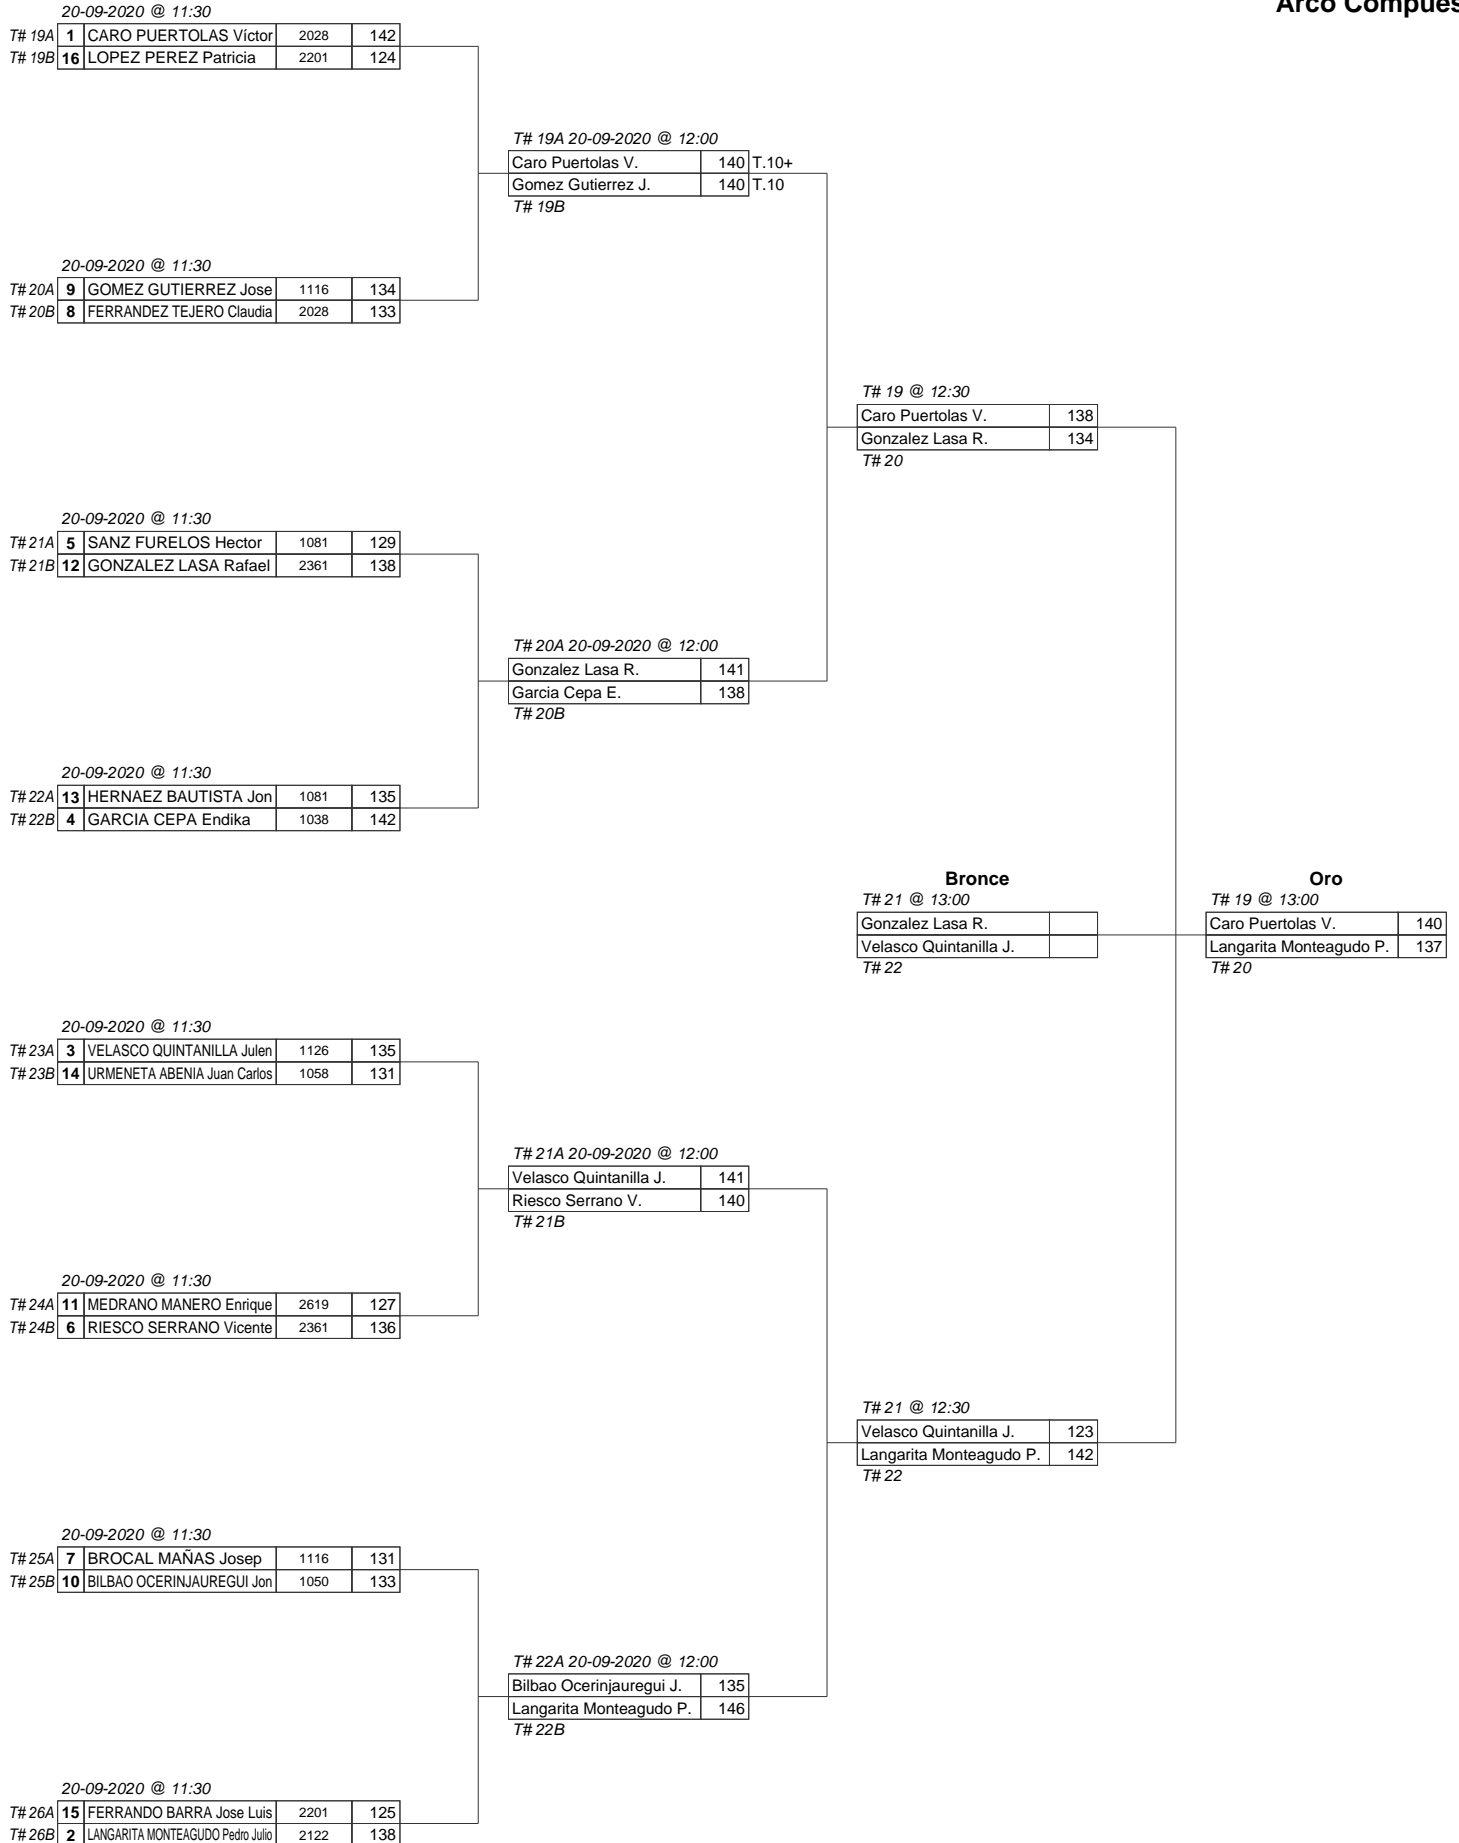 Arco Compues
20-09-2020 @ 11:30
T# 19A 1 CARO PUERTOLAS Víctor 2028 142
T# 19B 16 LOPEZ PEREZ Patricia 2201 124
T# 19A 20-09-2020 @ 12:00
Caro Puertolas V. 140 T.10+
Gomez Gutierrez J. 140 T.10
T# 19B
20-09-2020 @ 11:30
T# 20A 9 GOMEZ GUTIERREZ Jose 1116 134
T# 20B 8 FERRANDEZ TEJERO Claudia 2028 133
T# 19 @ 12:30
Caro Puertolas V. 138
Gonzalez Lasa R. 134
T# 20
20-09-2020 @ 11:30
T# 21A 5 SANZ FURELOS Hector 1081 129
T# 21B 12 GONZALEZ LASA Rafael 2361 138
T# 20A 20-09-2020 @ 12:00
Gonzalez Lasa R. 141
Garcia Cepa E. 138
T# 20B
20-09-2020 @ 11:30
T# 22A 13 HERNAEZ BAUTISTA Jon 1081 135
T# 22B 4 GARCIA CEPA Endika 1038 142
Bronce
T# 21 @ 13:00
Gonzalez Lasa R.
Velasco Quintanilla J.
T# 22
Oro
T# 19 @ 13:00
Caro Puertolas V. 140
Langarita Monteagudo P. 137
T# 20
20-09-2020 @ 11:30
T# 23A 3 VELASCO QUINTANILLA Julen 1126 135
T# 23B 14 URMENETA ABENIA Juan Carlos 1058 131
T# 21A 20-09-2020 @ 12:00
Velasco Quintanilla J. 141
Riesco Serrano V. 140
T# 21B
20-09-2020 @ 11:30
T# 24A 11 MEDRANO MANERO Enrique 2619 127
T# 24B 6 RIESCO SERRANO Vicente 2361 136
T# 21 @ 12:30
Velasco Quintanilla J. 123
Langarita Monteagudo P. 142
T# 22
20-09-2020 @ 11:30
T# 25A 7 BROCAL MAÑAS Josep 1116 131
T# 25B 10 BILBAO OCERINJAUREGUI Jon 1050 133
T# 22A 20-09-2020 @ 12:00
Bilbao Ocerinjauregui J. 135
Langarita Monteagudo P. 146
T# 22B
20-09-2020 @ 11:30
T# 26A 15 FERRANDO BARRA Jose Luis 2201 125
T# 26B 2 LANGARITA MONTEAGUDO Pedro Julio 2122 138